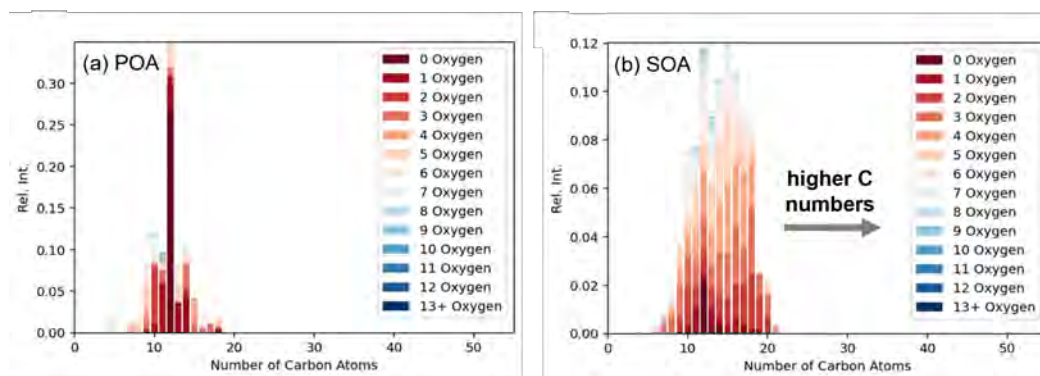 (a) POA
0.30
0.25
0.20
0.15
0.10
0.05
0.00
Rel. Int.
0
10
20
30
40
50
Number of Carbon Atoms
0 Oxygen
1 Oxygen
2 Oxygen
3 Oxygen
4 Oxygen
5 Oxygen
6 Oxygen
7 Oxygen
8 Oxygen
9 Oxygen
10 Oxygen
11 Oxygen
12 Oxygen
13+ Oxygen
(b) SOA
0.12
0.10
0.08
0.06
0.04
0.02
0.00
Rel. Int.
0
10
20
30
40
50
Number of Carbon Atoms
higher C
numbers
0 Oxygen
1 Oxygen
2 Oxygen
3 Oxygen
4 Oxygen
5 Oxygen
6 Oxygen
7 Oxygen
8 Oxygen
9 Oxygen
10 Oxygen
11 Oxygen
12 Oxygen
13+ Oxygen